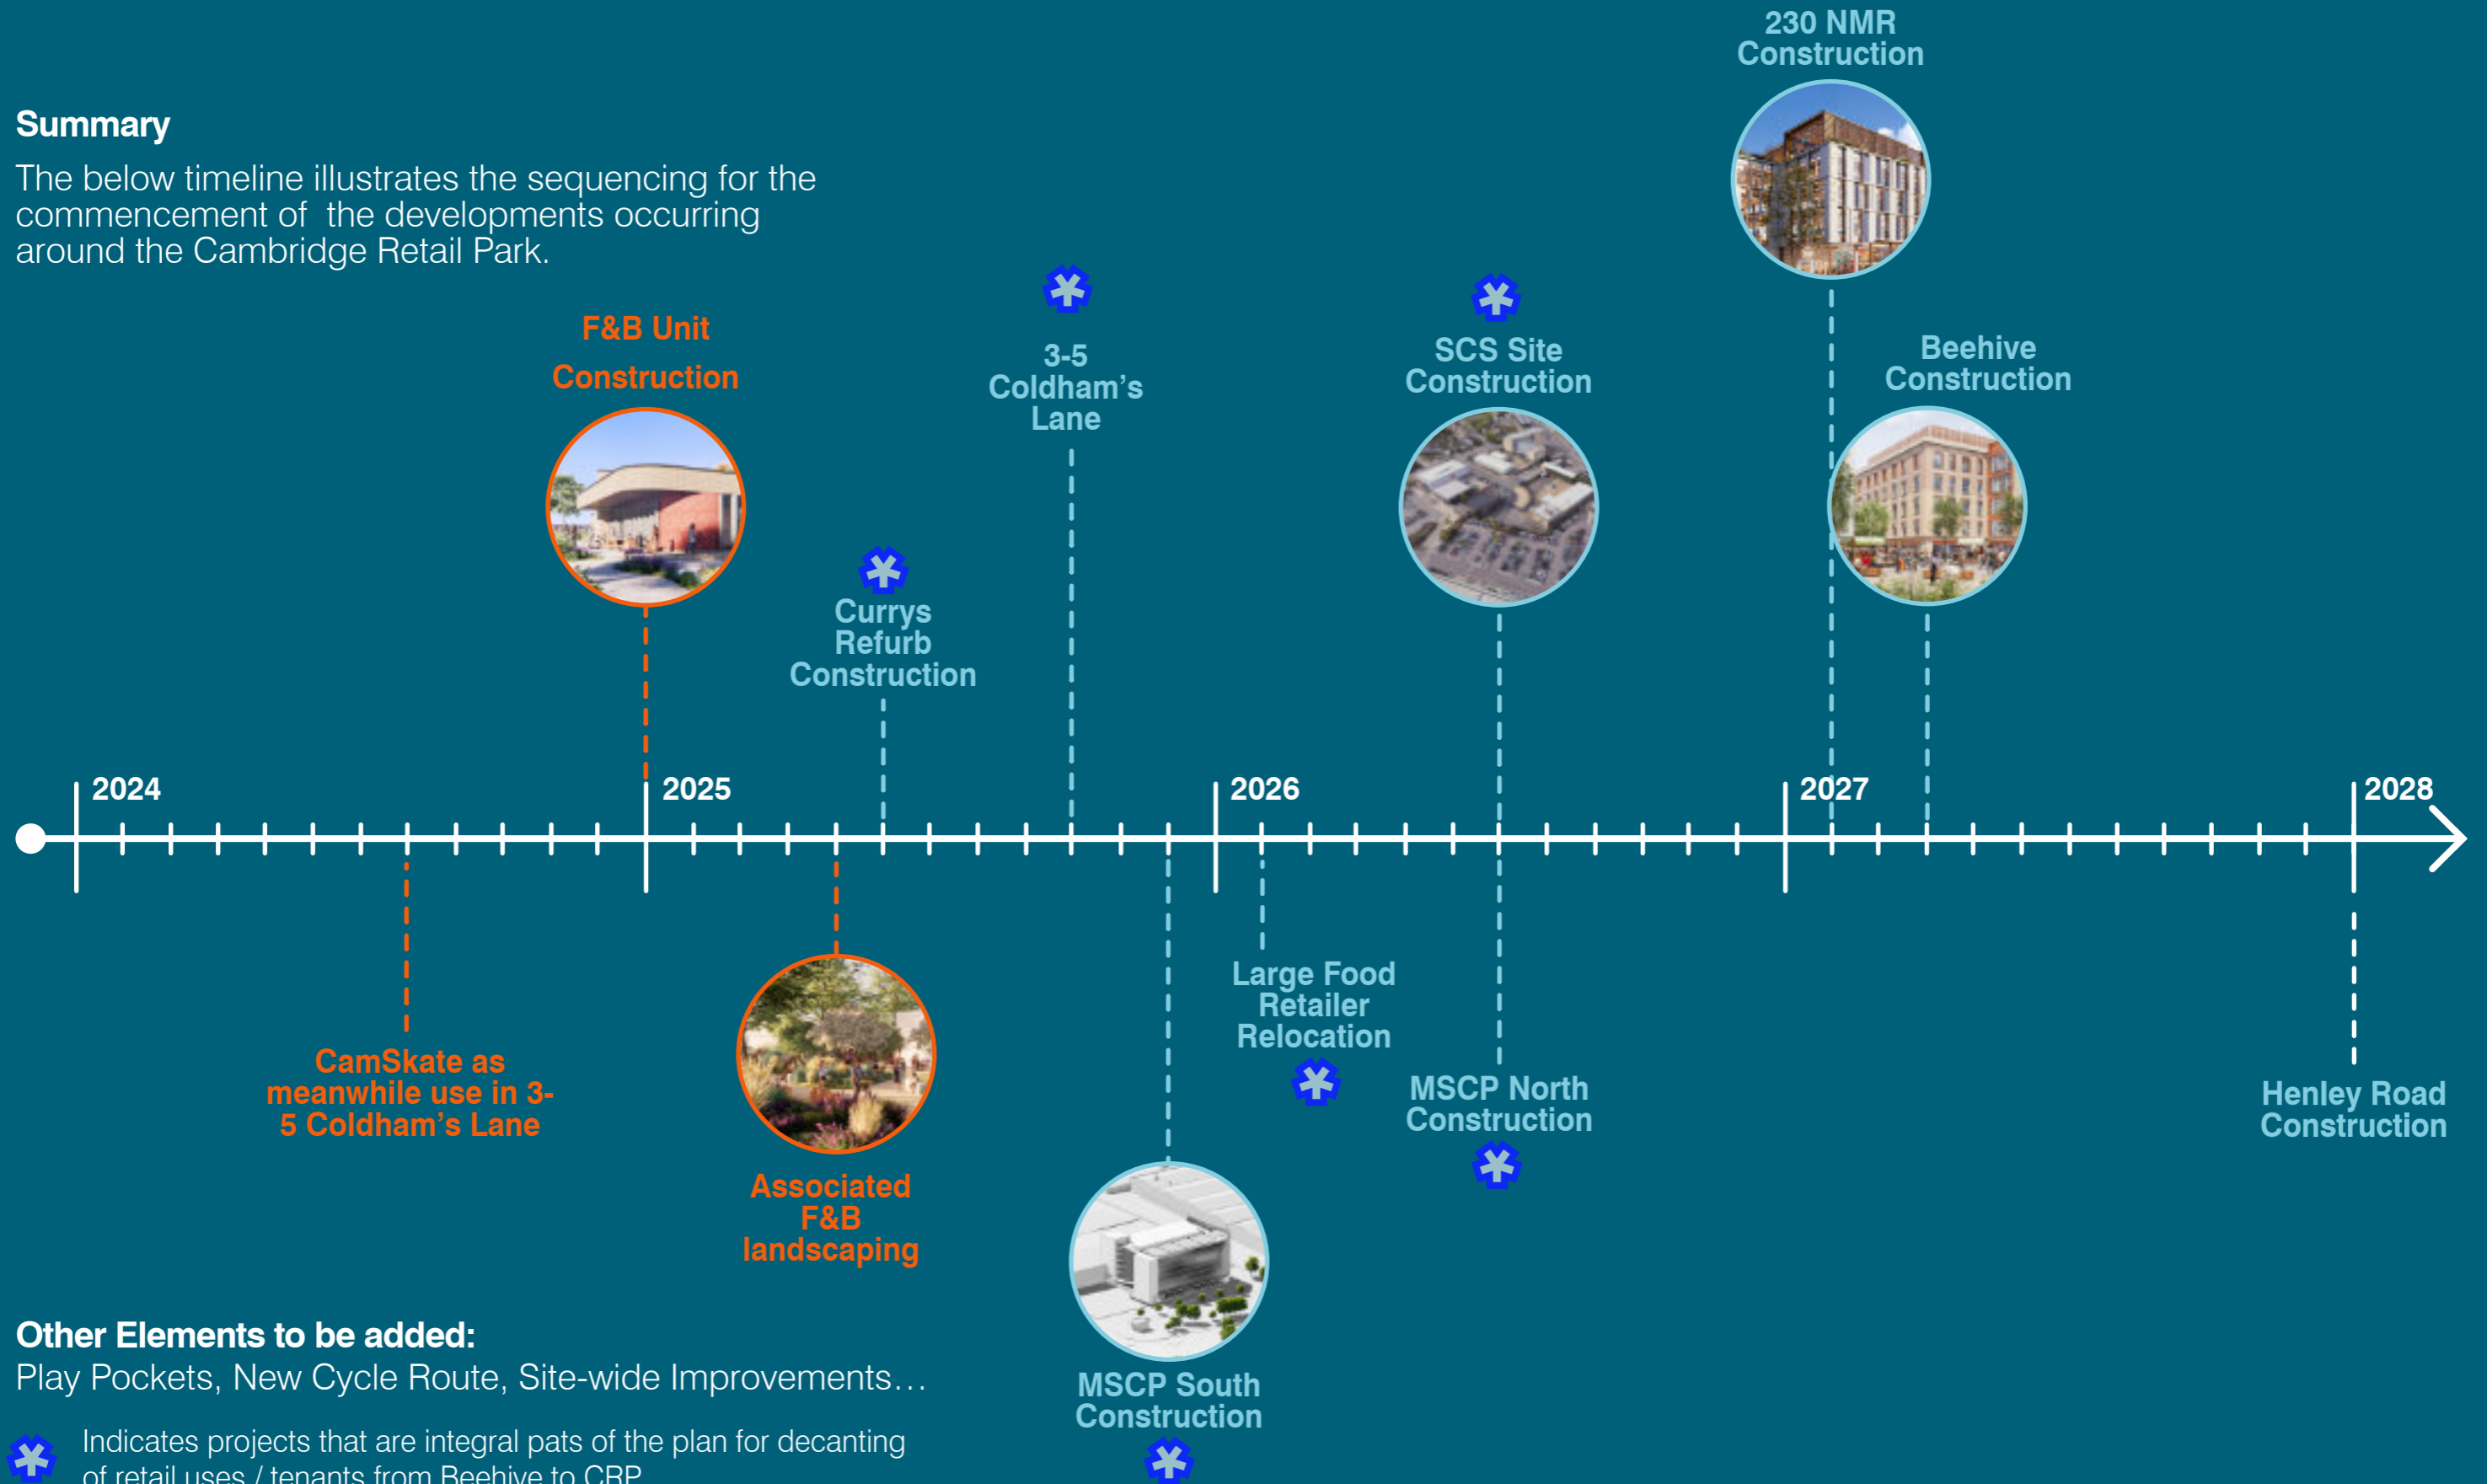 230 NMR
Construction
Summary
The below timeline illustrates the sequencing for the
commencement of  the developments occurring
around the Cambridge Retail Park.
F&B Unit
Construction
3-5
Coldham’s
Lane
SCS Site
Construction
Beehive
Construction
Currys
Refurb
Construction
2024
2025
2026
2027
2028
Large Food
Retailer
Relocation
CamSkate as
meanwhile use in 3-
5 Coldham’s Lane
MSCP North
Construction
Henley Road
Construction
Associated
F&B
landscaping
Other Elements to be added:
Play Pockets, New Cycle Route, Site-wide Improvements…
MSCP South
Construction
Indicates projects that are integral pats of the plan for decanting
of retail uses / tenants from Beehive to CRP